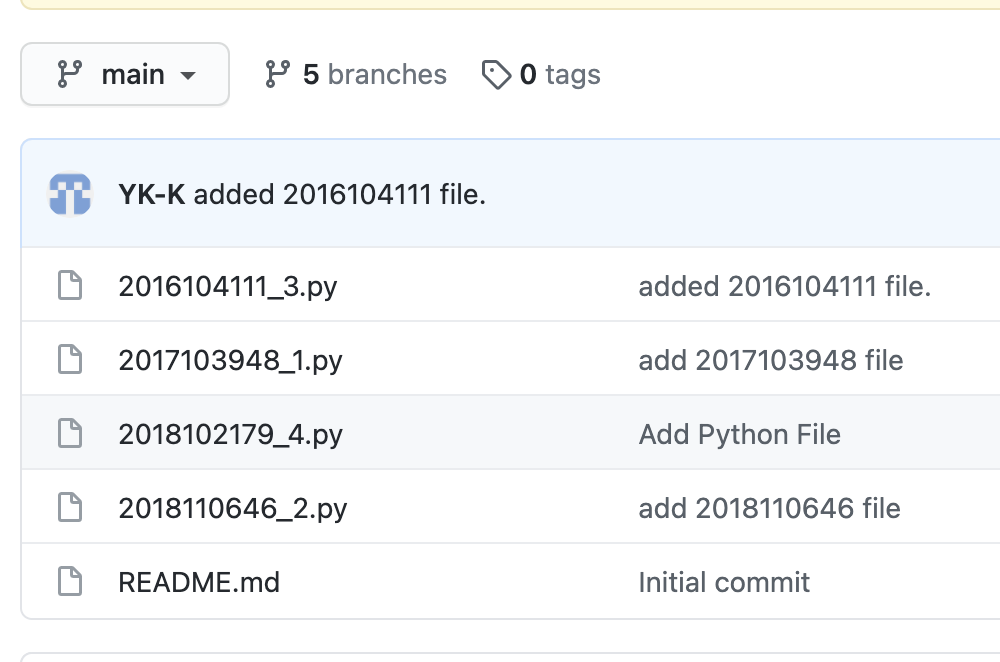 main 5 branches 0 tags
YK-K added 2016104111 file.
2016104111_3.py added 2016104111 file.
2017103948_1.py add 2017103948 file
2018102179_4.py Add Python File
2018110646_2.py add 2018110646 file
README.md Initial commit